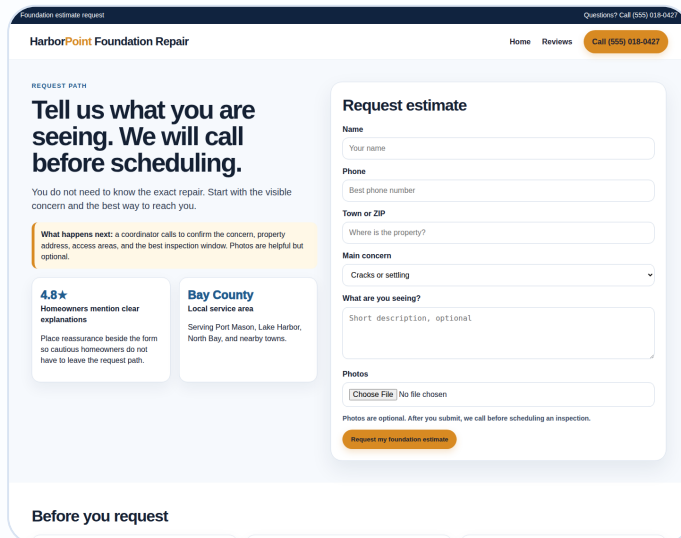 Foundation estimate request
Questions? Call (555) 018-0427
HarborPoint Foundation Repair
Home
Reviews
Call (555) 018-0427
REQUEST PATH
Tell us what you are
seeing. We will call
before scheduling.
You do not need to know the exact repair. Start with the visible
concern and the best way to reach you.
What happens next: a coordinator calls to confirm the concern, property
address, access areas, and the best inspection window. Photos are helpful but
optional.
4.8★
Homeowners mention clear
explanations
Place reassurance beside the form
so cautious homeowners do not
have to leave the request path.
Bay County
Local service area
Serving Port Mason, Lake Harbor,
North Bay, and nearby towns.
Request estimate
Name
Your name
Phone
Best phone number
Town or ZIP
Where is the property?
Main concern
Cracks or settling
What are you seeing?
Short description, optional
Photos
Choose File No file chosen
Photos are optional. After you submit, we call before scheduling an inspection.
Request my foundation estimate
Before you request